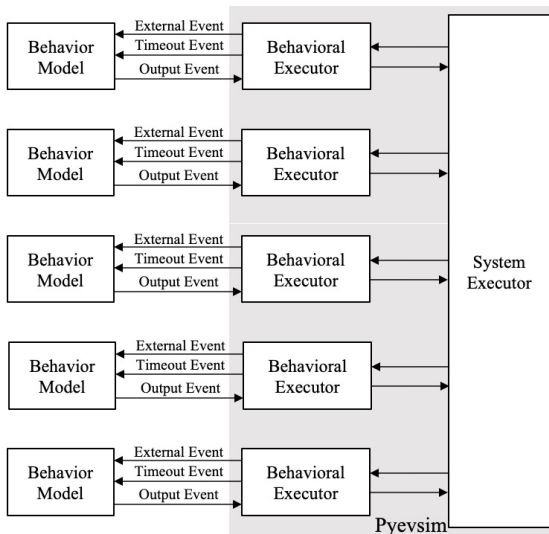 External Event
Timeout Event
Output Event
Behavior
Model
Behavioral
Executor
External Event
Timeout Event
Output Event
Behavior
Model
Behavioral
Executor
External Event
Timeout Event
Output Event
Behavior
Model
Behavioral
Executor
System
Executor
External Event
Timeout Event
Output Event
Behavior
Model
Behavioral
Executor
External Event
Timeout Event
Output Event
Behavior
Model
Behavioral
Executor
Pyevsim